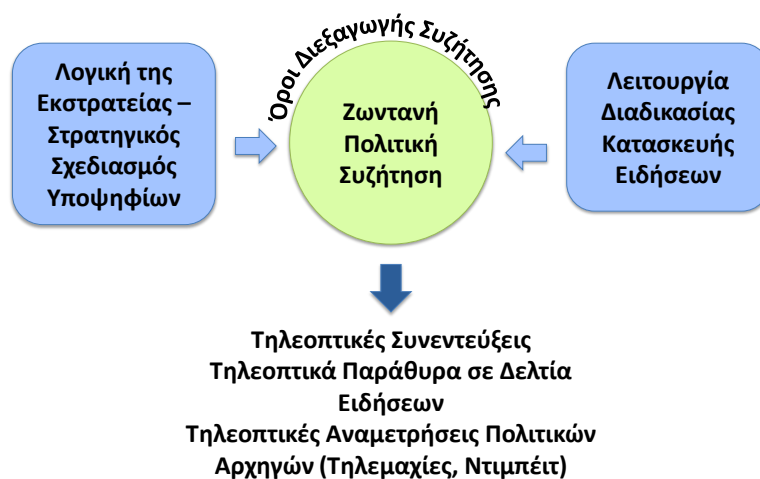 Όροι Διεξαγωγής Συζήτησης
Λογική της
Εκστρατείας –
Στρατηγικός
Σχεδιασμός
Υποψηφίων
Ζωντανή
Πολιτική
Συζήτηση
Λειτουργία
Διαδικασίας
Κατασκευής
Ειδήσεων
Τηλεοπτικές Συνεντεύξεις
Τηλεοπτικά Παράθυρα σε Δελτία
Ειδήσεων
Τηλεοπτικές Αναμετρήσεις Πολιτικών
Αρχηγών (Τηλεμαχίες, Ντιμπέιτ)